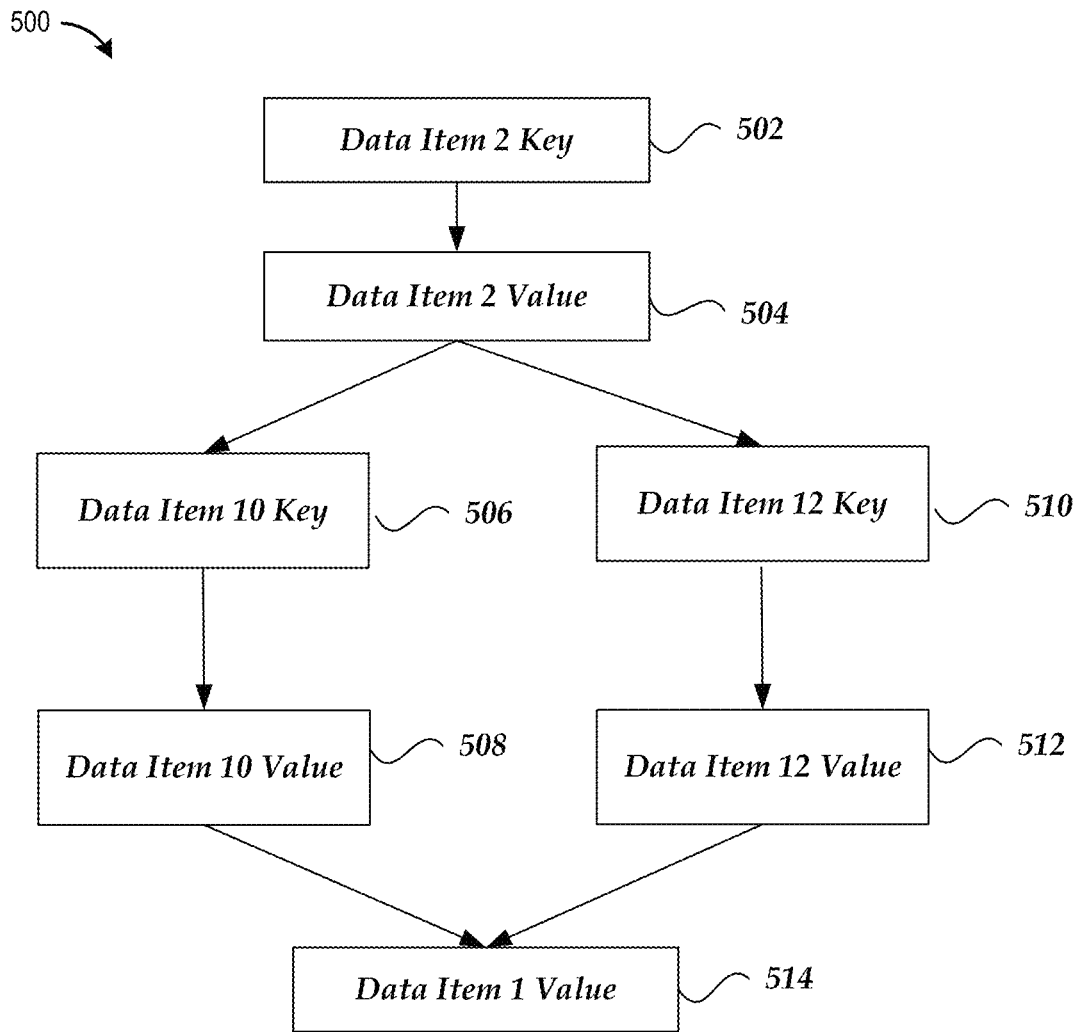 500
Data Item 2 Key
502
Data Item 2 Value
504
Data Item 10 Key
506
Data Item 12 Key
510
Data Item 10 Value
508
Data Item 12 Value
512
Data Item 1 Value
514